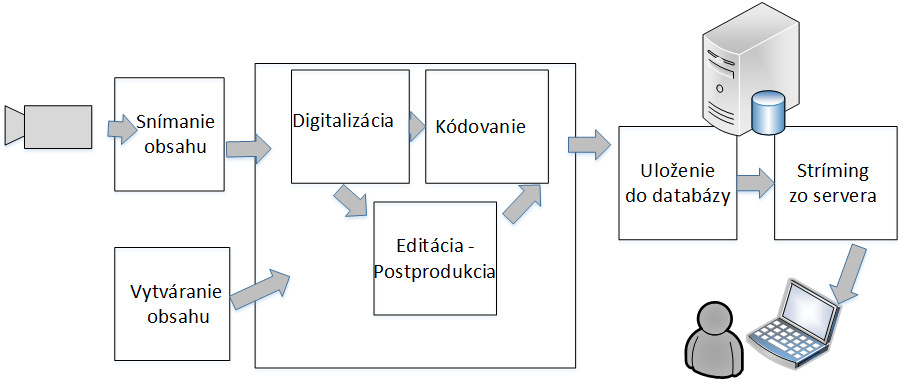 Snímanie
obsahu
Digitalizácia
Kódovanie
Editácia -
Postprodukcia
Vytváranie
obsahu
Uloženie
do databázy
Stríming
zo servera